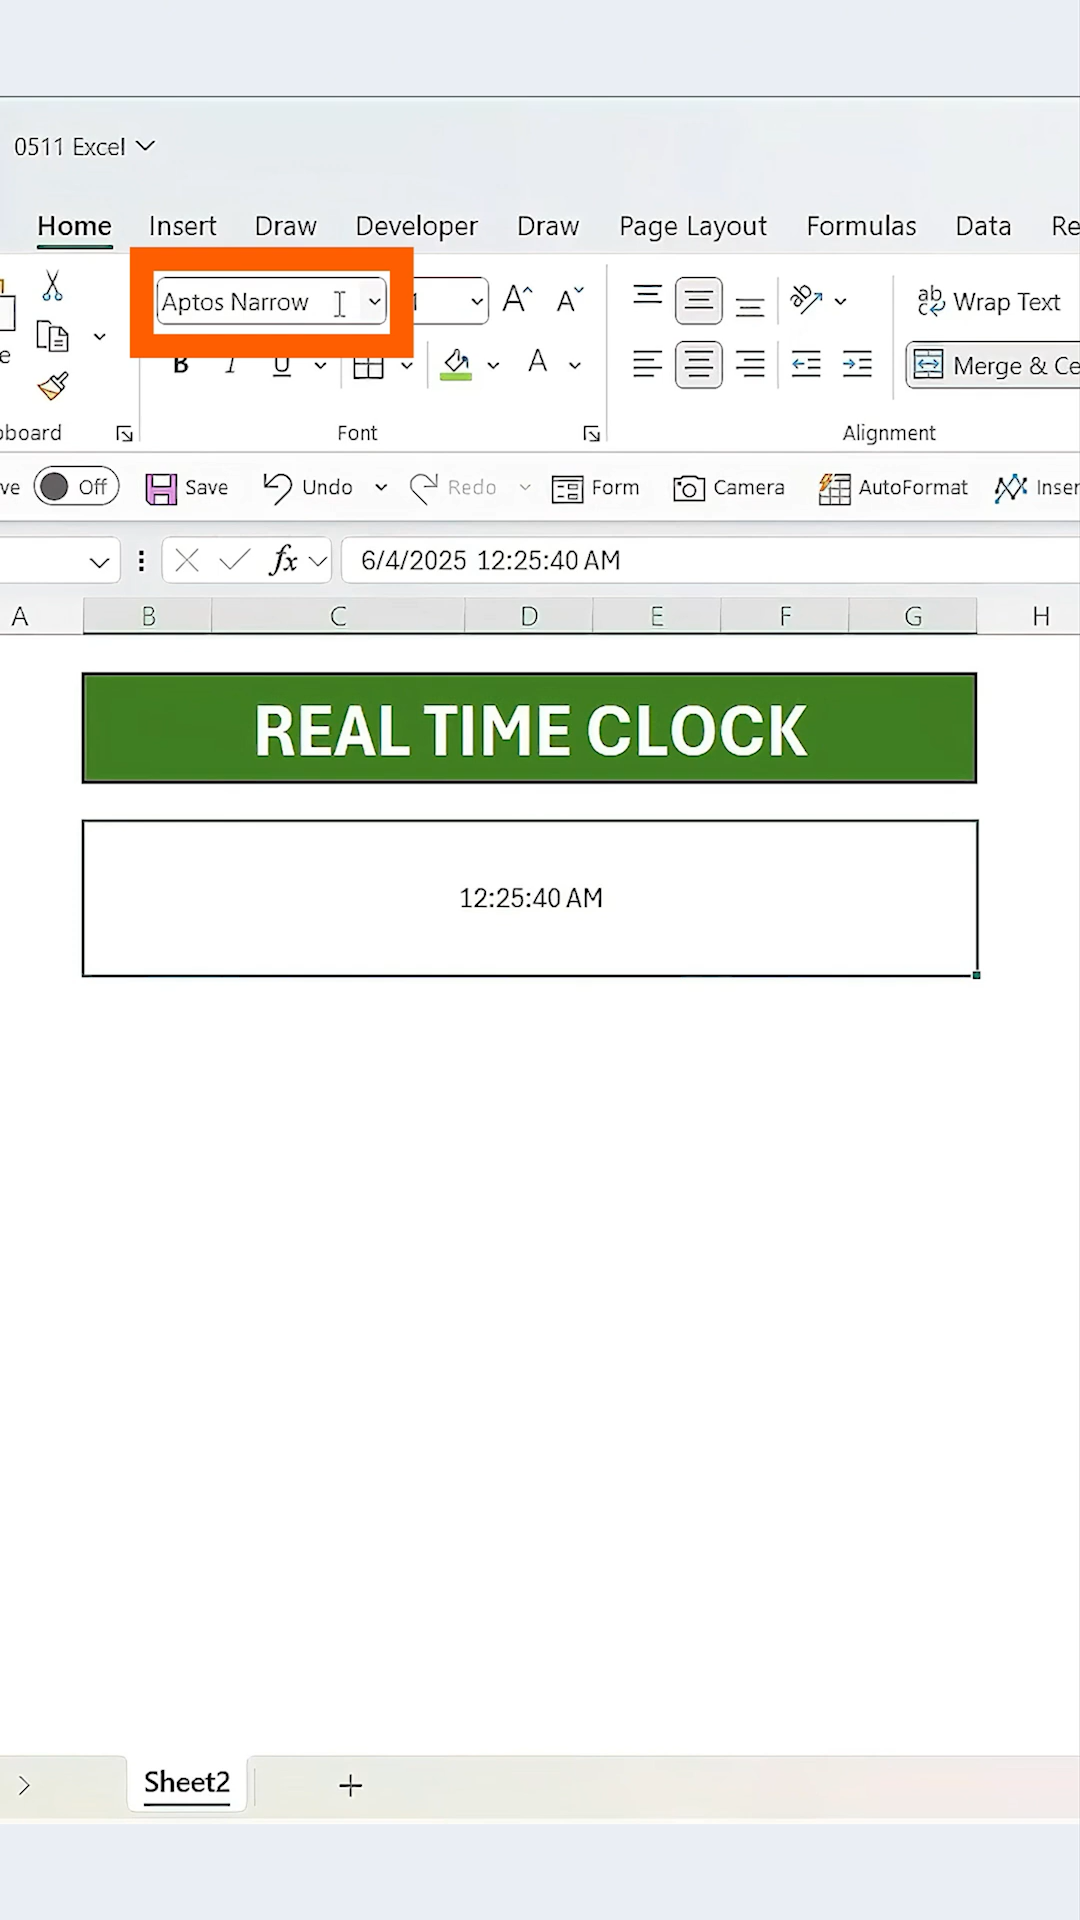 0511 Excel
Home Insert Draw Developer Draw Page Layout Formulas Data
Aptos Narrow
Wrap Text
B I U A Merge &
Font Alignment
Off Save Undo Redo Form Camera AutoFormat
fx 6/4/2025 12:25:40 AM
A B C D E F G H
REAL TIME CLOCK
12:25:40 AM
Sheet2